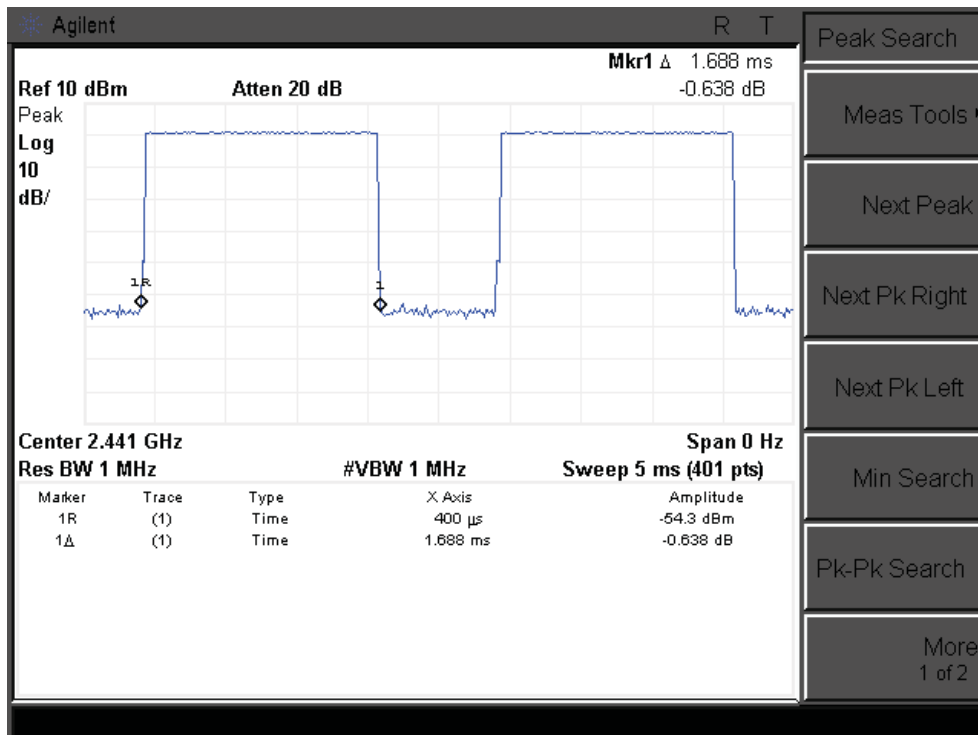 Agilent R T
Mkr1 Δ 1.688 ms
Ref 10 dBm Atten 20 dB -0.638 dB
Peak
Log
10
dB/
1R
1
Center 2.441 GHz Span 0 Hz
Res BW 1 MHz #VBW 1 MHz Sweep 5 ms (401 pts)
Marker Trace Type X Axis Amplitude
1R (1) Time 400 µs -54.3 dBm
1Δ (1) Time 1.688 ms -0.638 dB
Peak Search
Meas Tools
Next Peak
Next Pk Right
Next Pk Left
Min Search
Pk-Pk Search
More
1 of 2